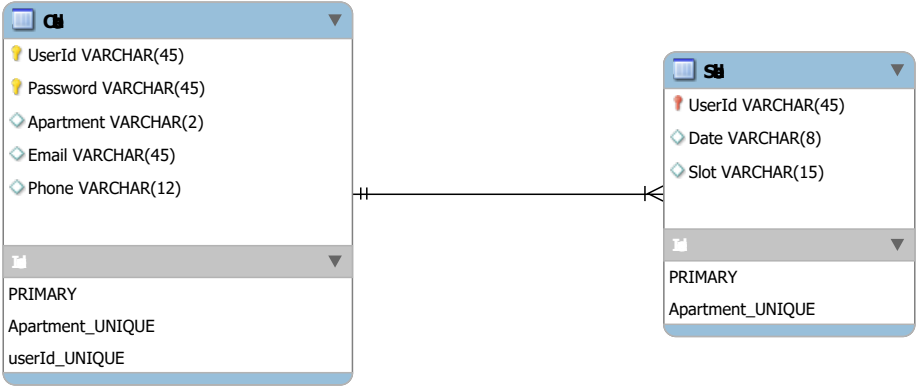 UserId VARCHAR(45)
Password VARCHAR(45)
Apartment VARCHAR(2)
Email VARCHAR(45)
Phone VARCHAR(12)
PRIMARY
Apartment_UNIQUE
userId_UNIQUE
UserId VARCHAR(45)
Date VARCHAR(8)
Slot VARCHAR(15)
PRIMARY
Apartment_UNIQUE